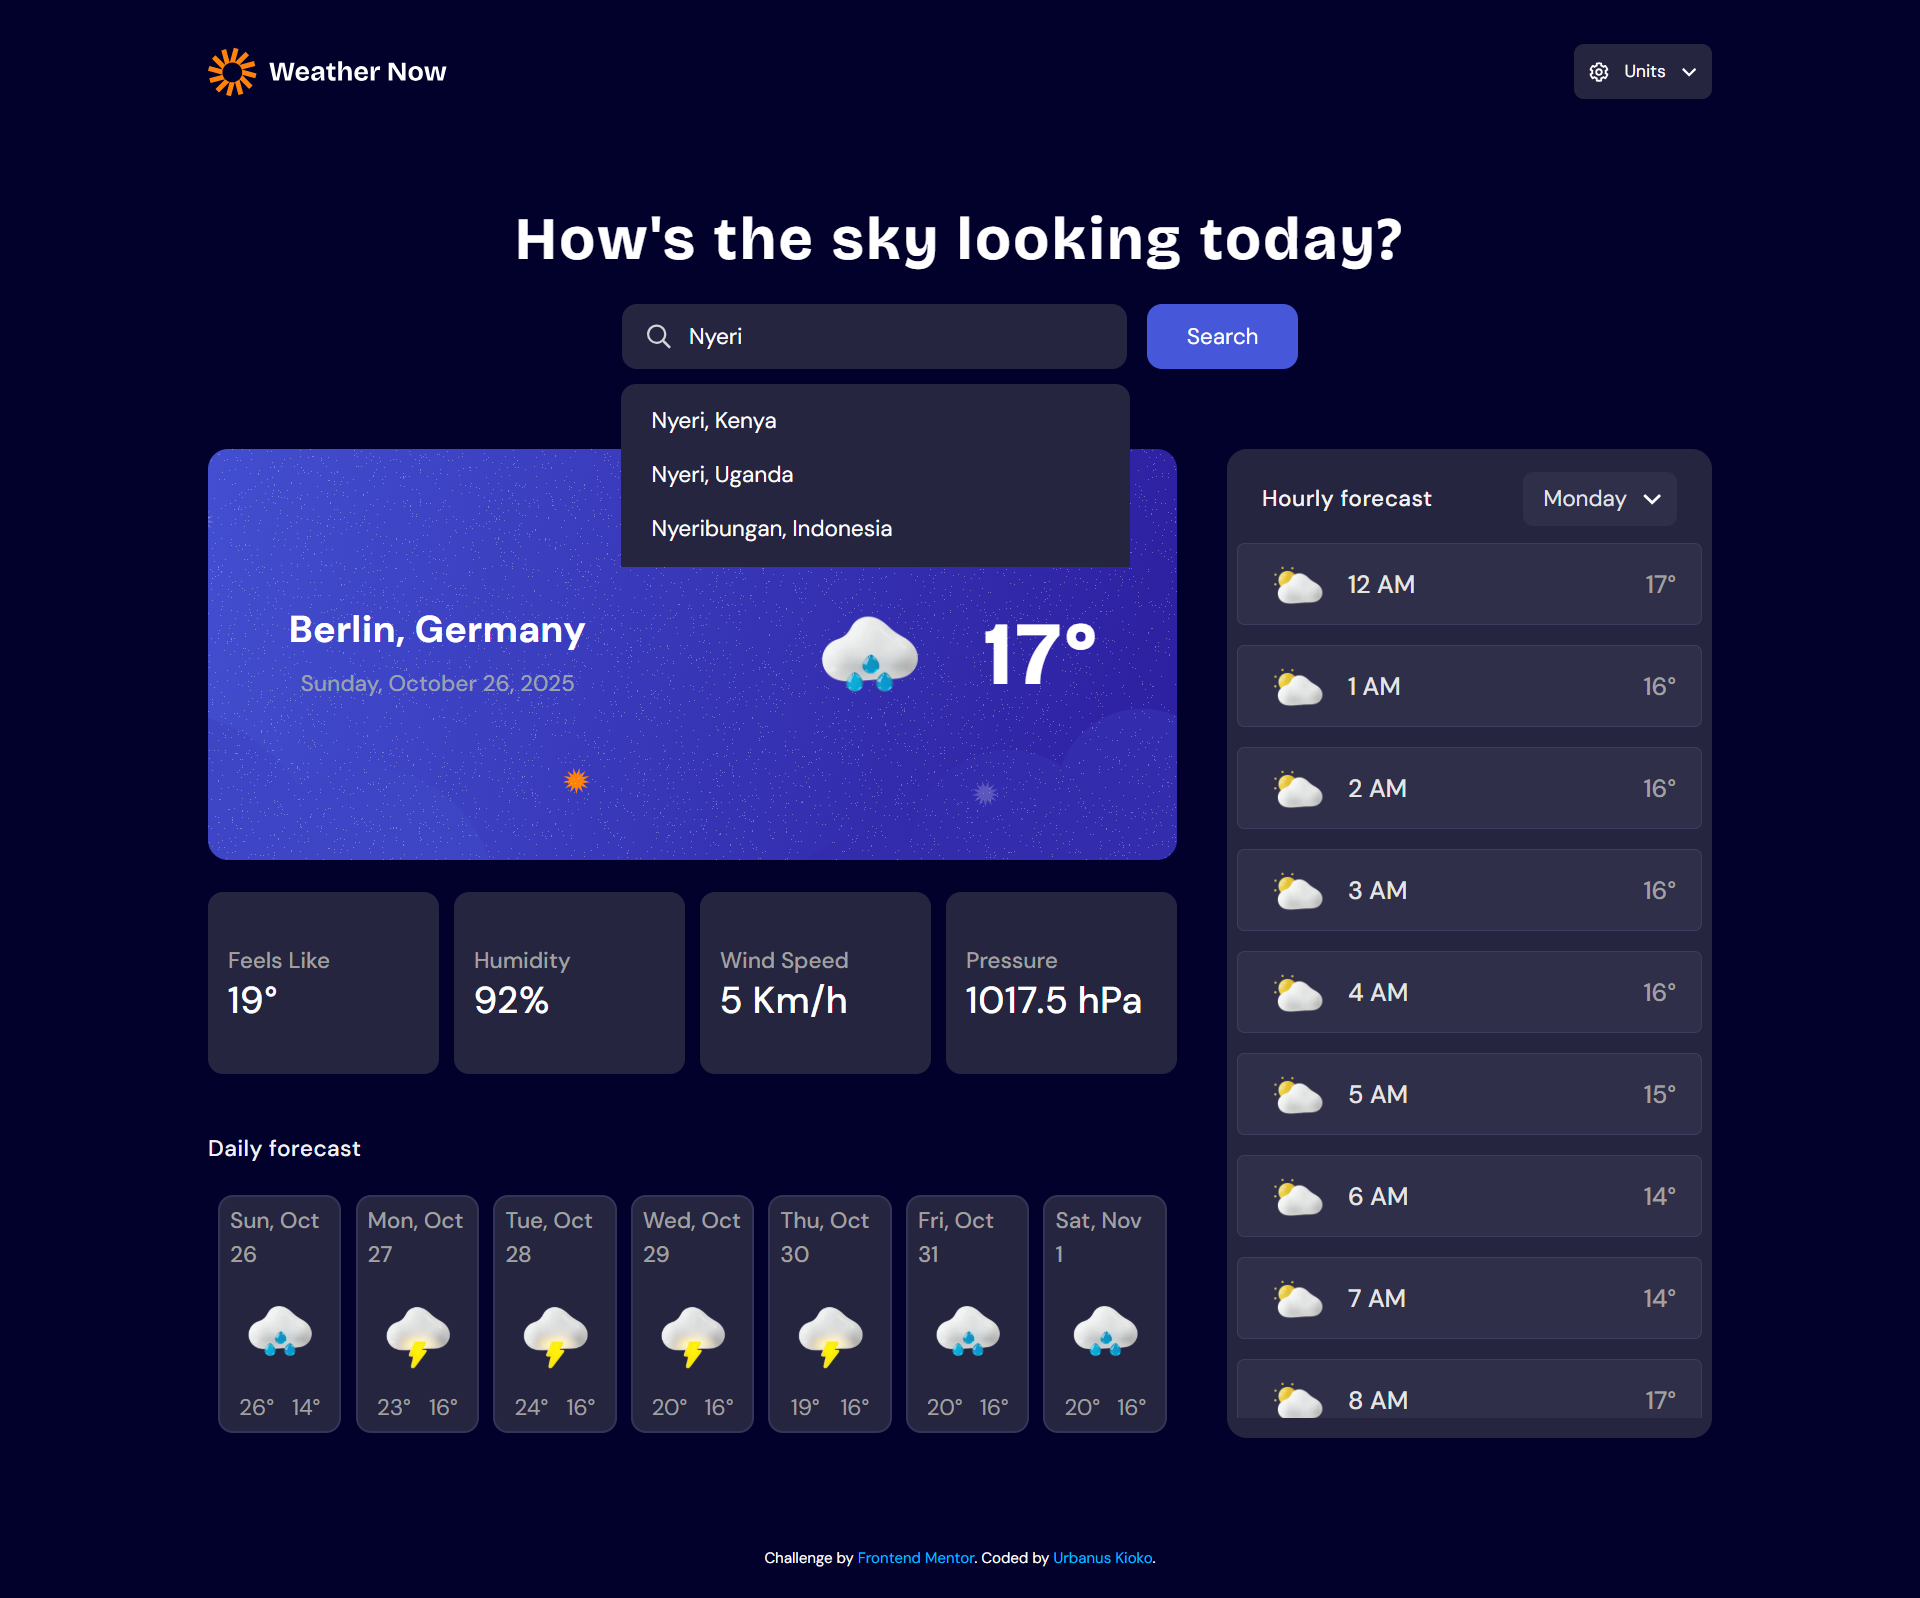 Weather Now
Units
How's the sky looking today?
Nyeri
Search
Nyeri, Kenya
Nyeri, Uganda
Nyeribungan, Indonesia
Berlin, Germany
Sunday, October 26, 2025
17°
Feels Like
19°
Humidity
92%
Wind Speed
5 Km/h
Pressure
1017.5 hPa
Daily forecast
Sun, Oct
26
26° 14°
Mon, Oct
27
23° 16°
Tue, Oct
28
24° 16°
Wed, Oct
29
20° 16°
Thu, Oct
30
19° 16°
Fri, Oct
31
20° 16°
Sat, Nov
1
20° 16°
Hourly forecast
Monday
12 AM 17°
1 AM 16°
2 AM 16°
3 AM 16°
4 AM 16°
5 AM 15°
6 AM 14°
7 AM 14°
8 AM 17°
Challenge by Frontend Mentor. Coded by Urbanus Kioko.